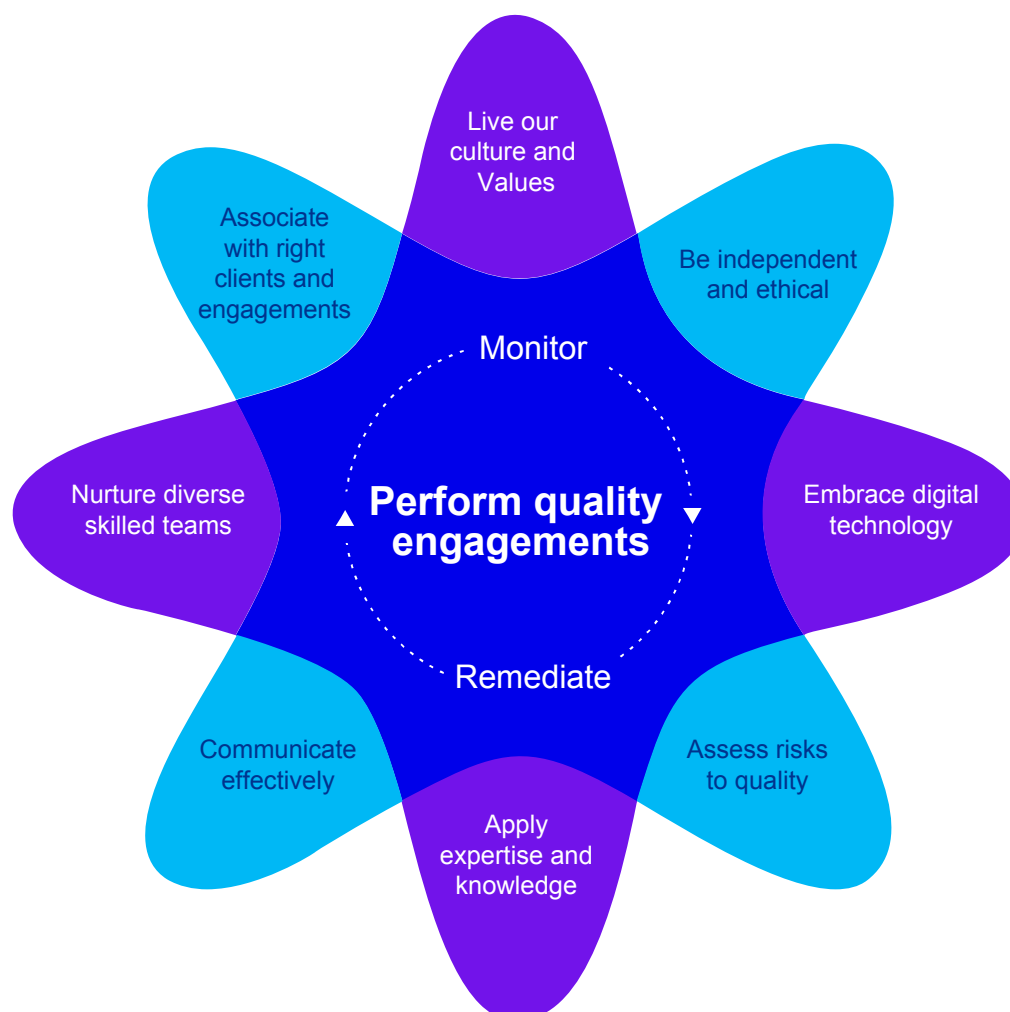 Live our
culture and
Values
Associate
with right
clients and
engagements
Be independent
and ethical
Monitor
Nurture diverse
skilled teams
Perform quality
engagements
Embrace digital
technology
Remediate
Communicate
effectively
Assess risks
to quality
Apply
expertise and
knowledge